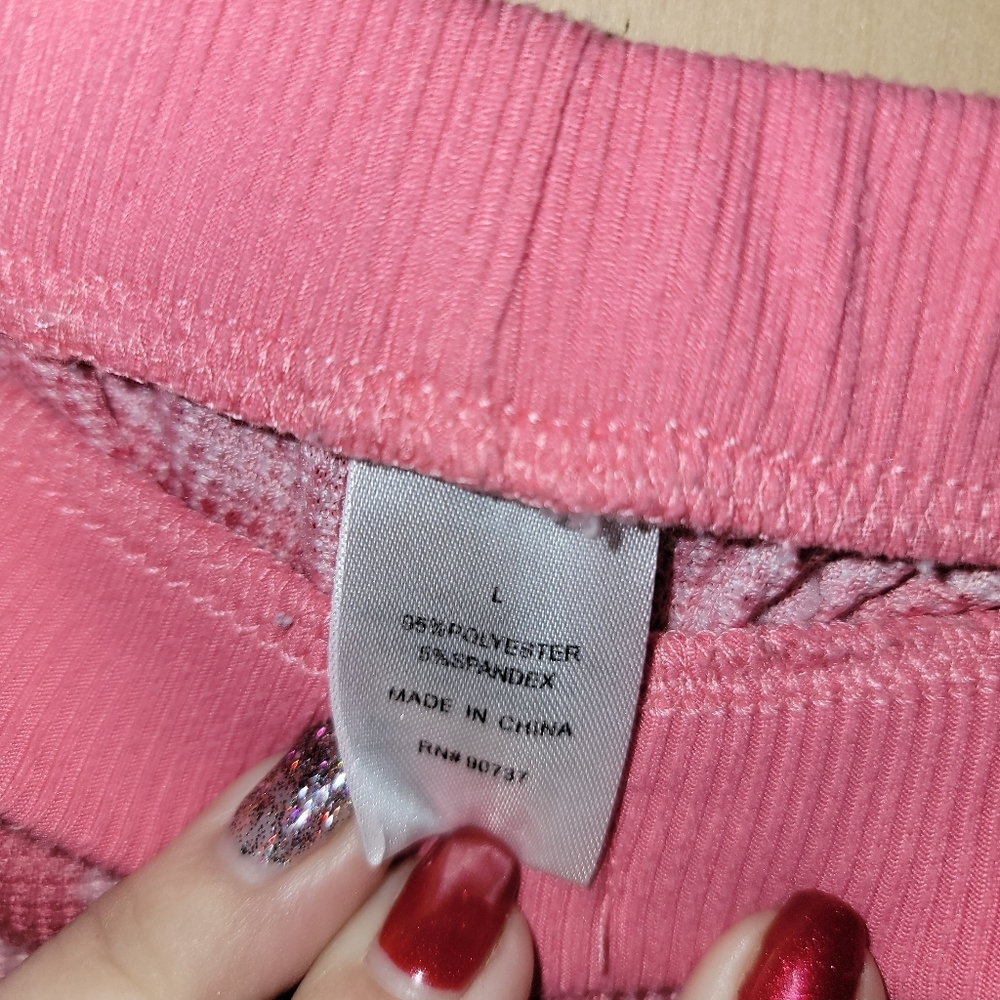 L
95%POLYESTER
5%SPANDEX
MADE IN CHINA
RN# 90737